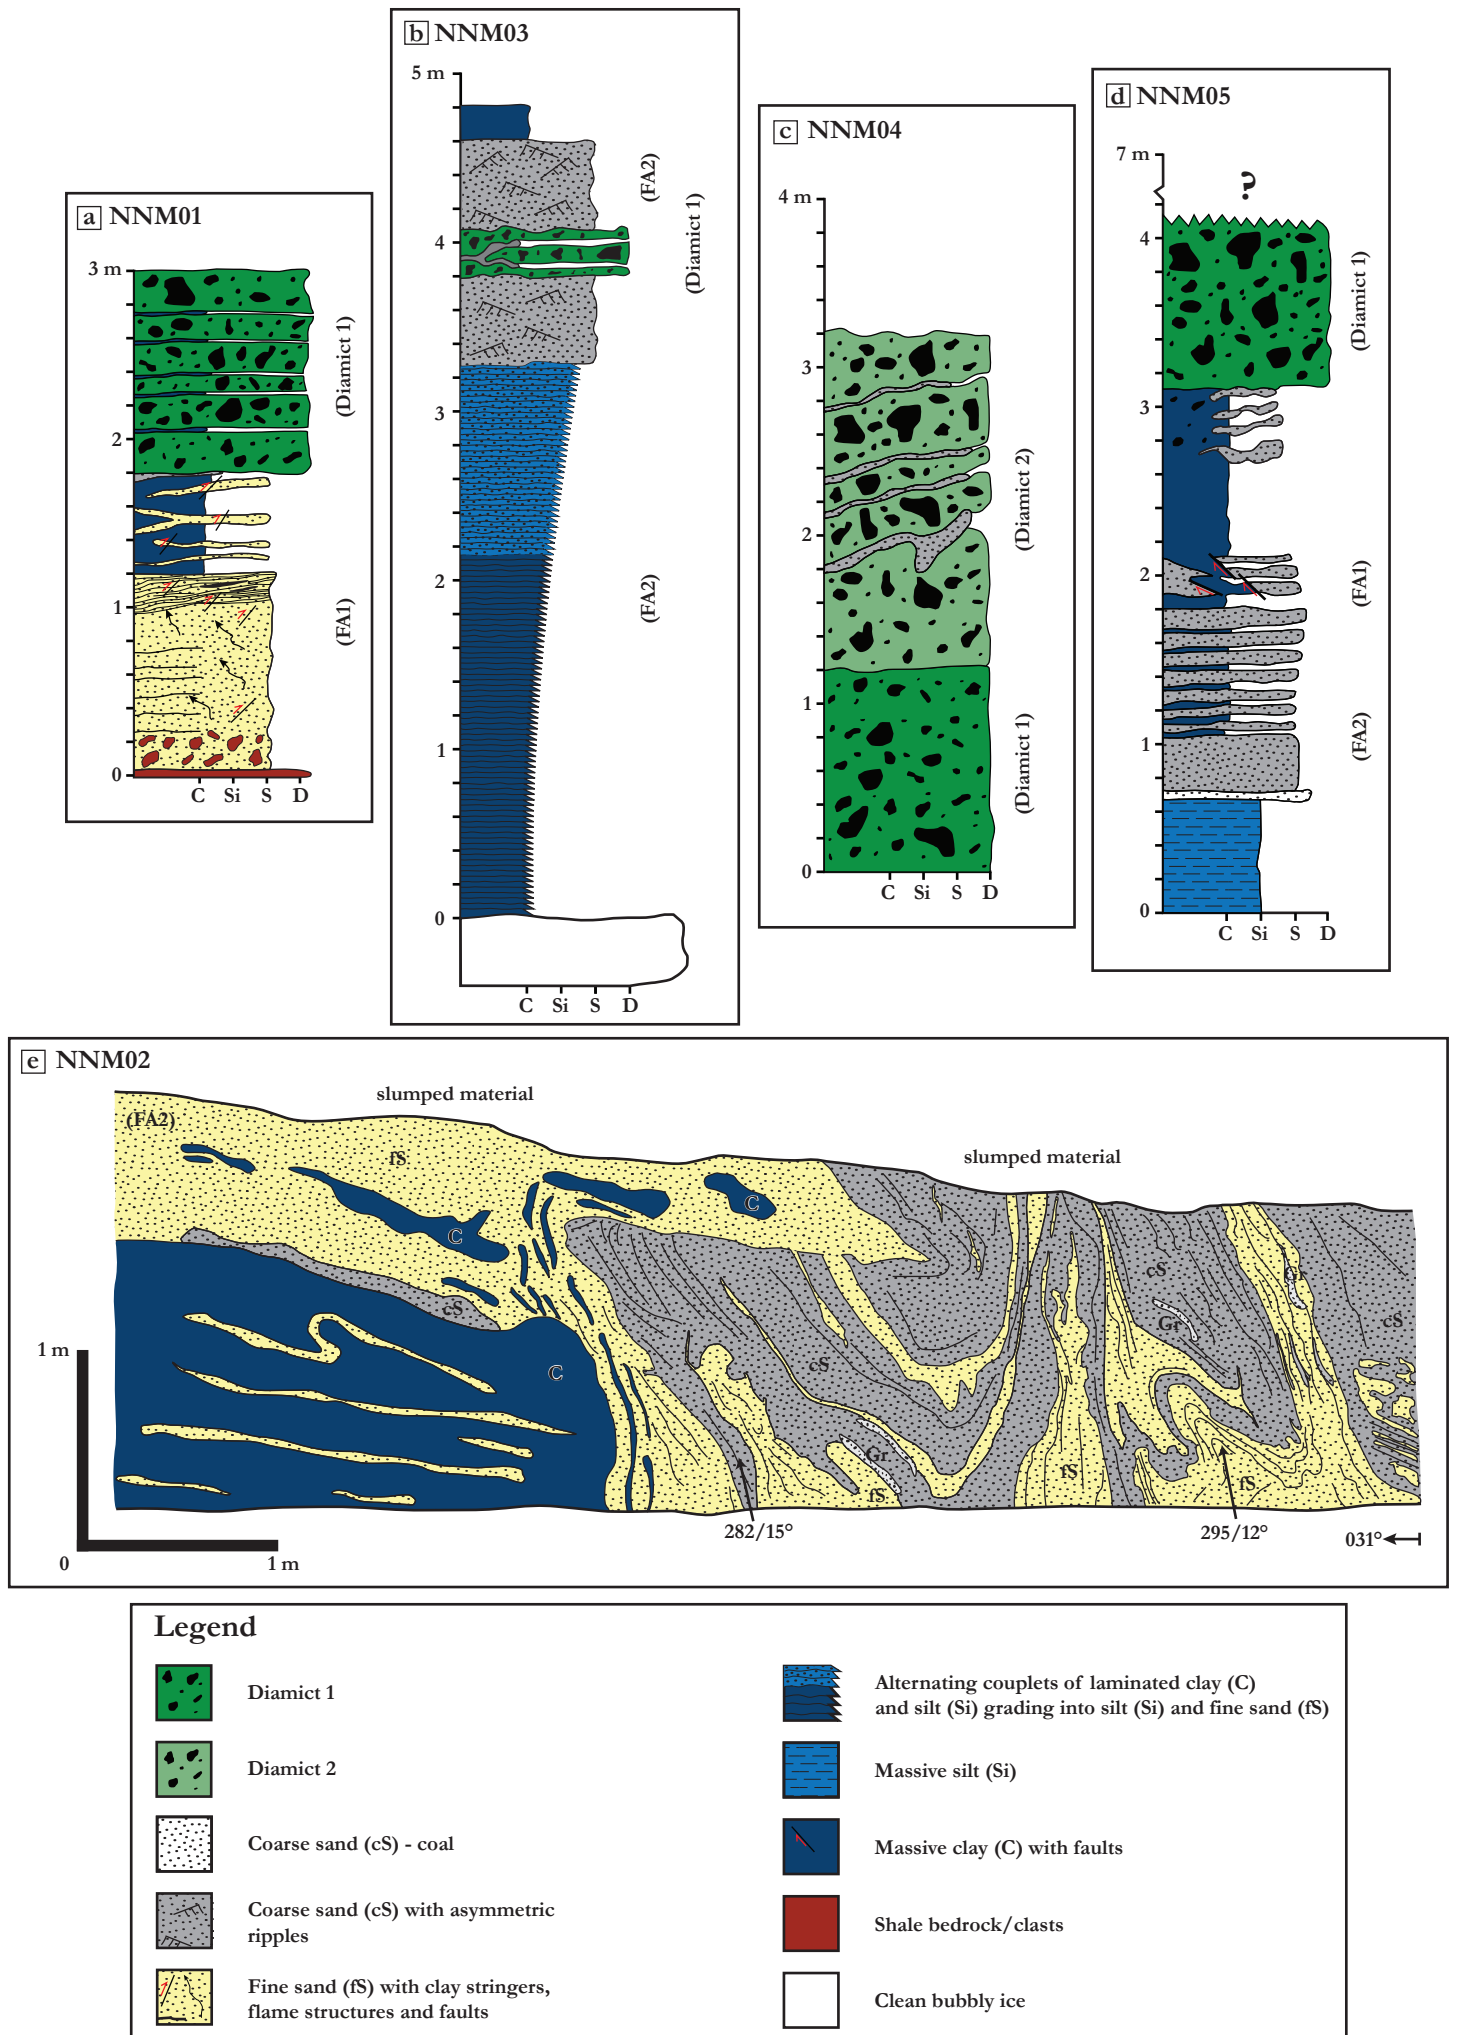 a NNM01
3 m
2
1
0
C Si S D
(Diamict 1)
(FA1)
b NNM03
5 m
4
3
2
1
0
C Si S D
(FA2)
(Diamict 1)
(FA2)
c NNM04
4 m
3
2
1
0
C Si S D
(Diamict 2)
(Diamict 1)
d NNM05
7 m
?
4
3
2
1
0
C Si S D
(Diamict 1)
(FA1)
(FA2)
e NNM02
slumped material
(FA2)
fS
slumped material
C
C
cS
Gr
cS
Gr
cS
cS
C
cS
Gr
fS
fS
fS
1 m
0
1 m
282/15°
295/12°
031°
Legend
Diamict 1
Diamict 2
Coarse sand (cS) - coal
Coarse sand (cS) with asymmetric
ripples
Fine sand (fS) with clay stringers,
flame structures and faults
Alternating couplets of laminated clay (C)
and silt (Si) grading into silt (Si) and fine sand (fS)
Massive silt (Si)
Massive clay (C) with faults
Shale bedrock/clasts
Clean bubbly ice